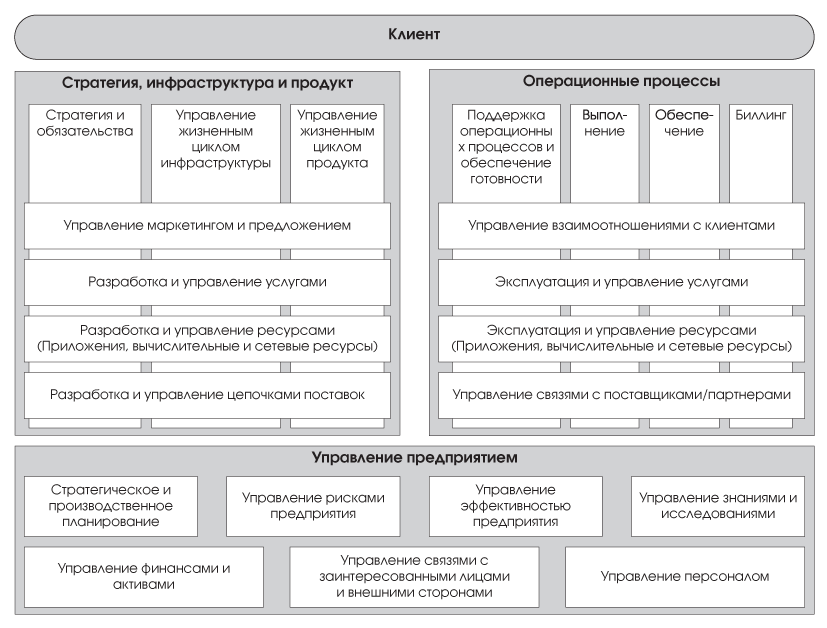 Клиент
Стратегия, инфраструктура и продукт
Стратегия и
обязательства
Управление
жизненным
циклом
инфраструктуры
Управление
жизненным
циклом
продукта
Управление маркетингом и предложением
Разработка и управление услугами
Разработка и управление ресурсами
(Приложения, вычислительные и сетевые ресурсы)
Разработка и управление цепочками поставок
Операционные процессы
Поддержка
операционны
х процессов и
обеспечение
готовности
Выпол-
нение
Обеспе-
чение
Биллинг
Управление взаимоотношениями с клиентами
Эксплуатация и управление услугами
Эксплуатация и управление ресурсами
(Приложения, вычислительные и сетевые ресурсы)
Управление связями с поставщиками/партнерами
Управление предприятием
Стратегическое и
производственное
планирование
Управление рисками
предприятия
Управление
эффективностью
предприятия
Управление знаниями и
исследованиями
Управление финансами и
активами
Управление связями с
заинтересованными лицами
и внешними сторонами
Управление персоналом